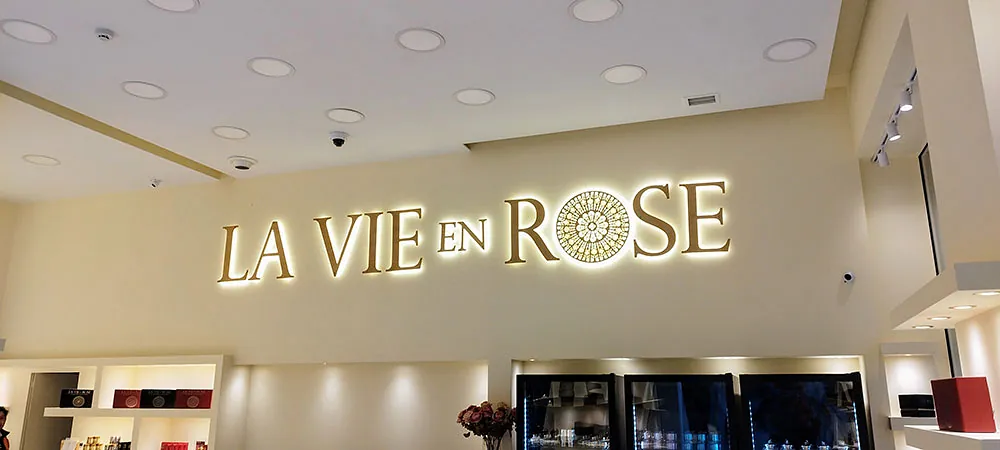 LA VIE EN ROSE